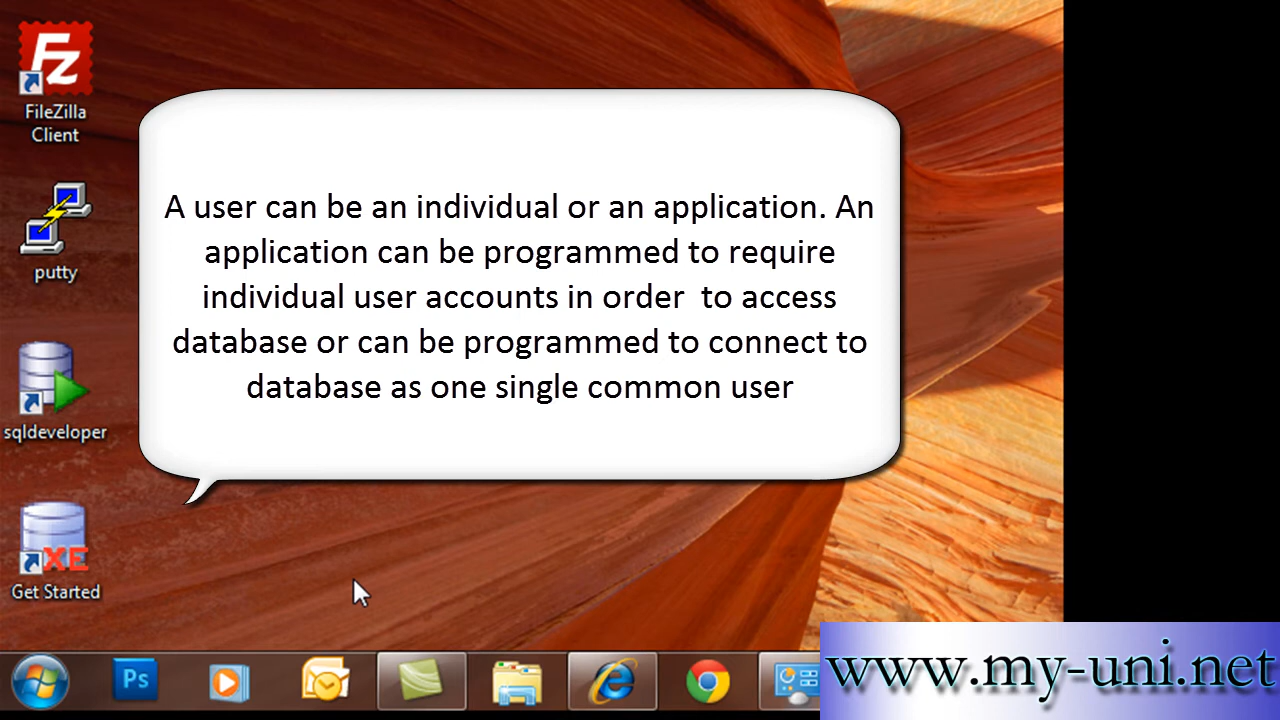 FileZilla
Client
A user can be an individual or an application. An
application can be programmed to require
individual user accounts in order  to access
database or can be programmed to connect to
database as one single common user
putty
sqldeveloper
XE
Get Started
Ps
www.my-uni.net